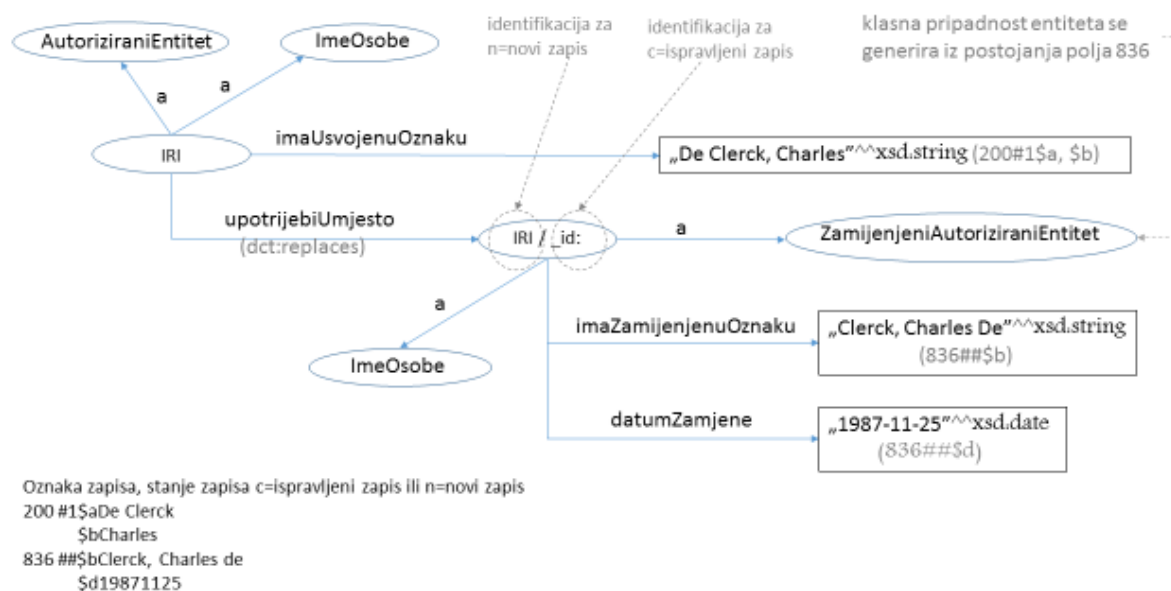 AutoriziraniEntitet
ImeOsobe
identifikacija za
n=novi zapis
identifikacija za
c=ispravljeni zapis
klasna pripadnost entiteta se
generira iz postojanja polja 836
a
a
IRI
imaUsvojenuOznaku
„De Clerck, Charles”^^xsd:string (200#1$a, $b)
upotrijebiUmjesto
(dct:replaces)
IRI / _id:
a
ZamijenjeniAutoriziraniEntitet
a
ImeOsobe
imaZamijenjenuOznaku
„Clerck, Charles De”^^xsd:string
(836##$b)
datumZamjene
„1987-11-25”^^xsd:date
(836##$d)
Oznaka zapisa, stanje zapisa c=ispravljeni zapis ili n=novi zapis
200 #1$aDe Clerck
$bCharles
836 ##$bClerck, Charles de
$d19871125